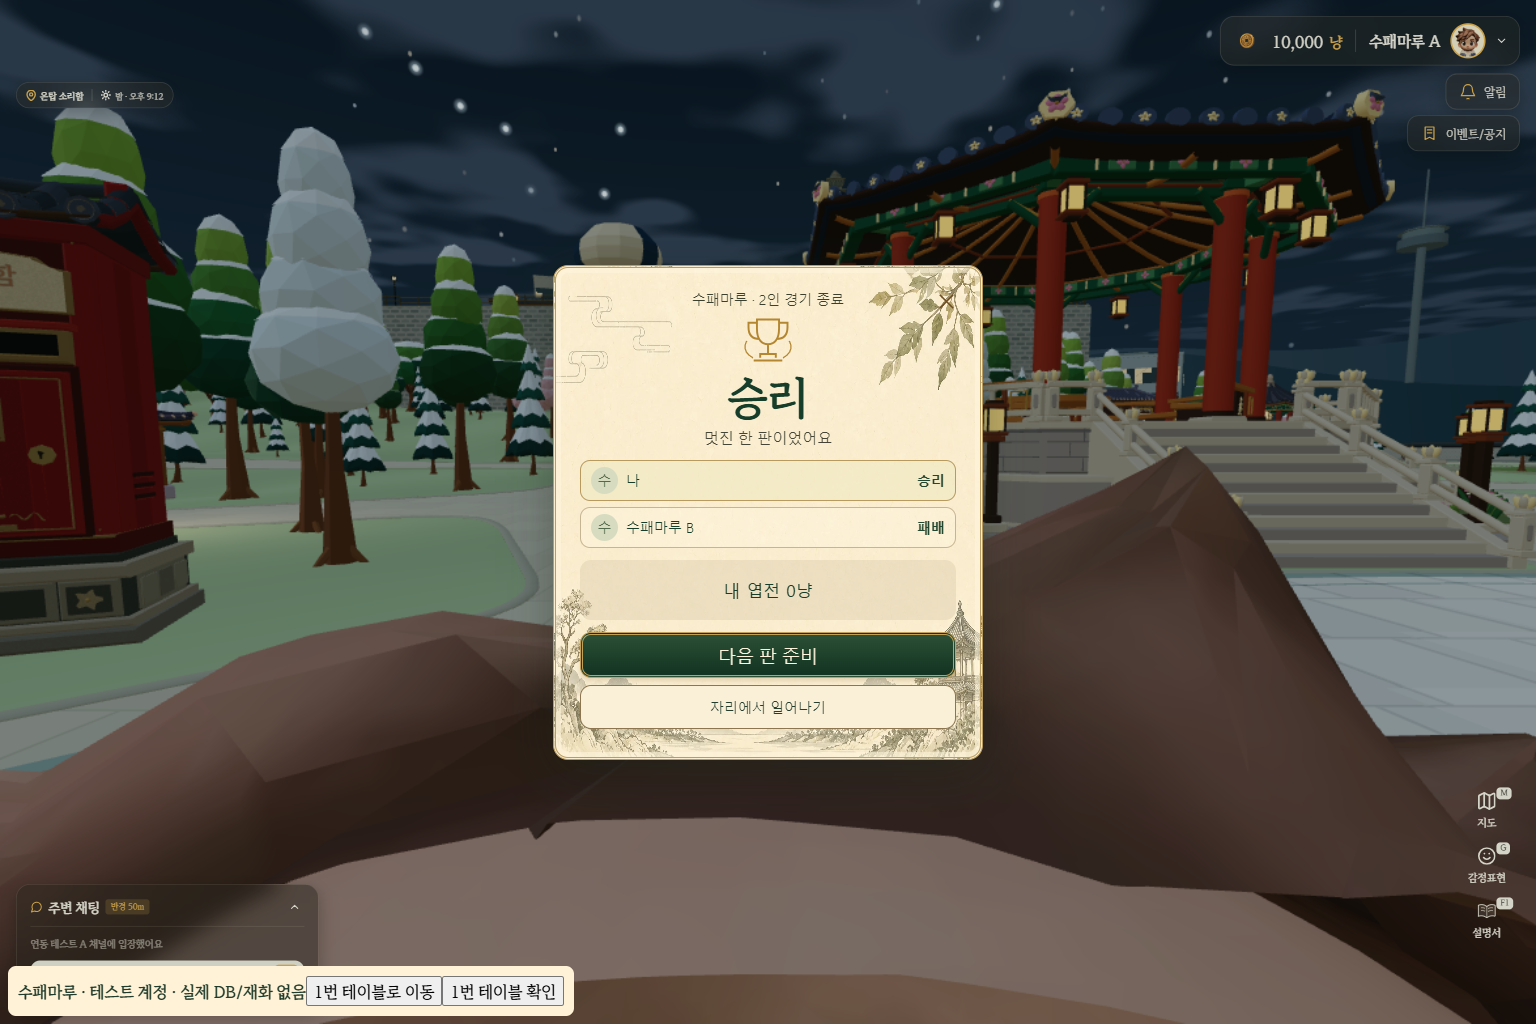 10,000 냥
수패마루 A
은탑 소리함
밤 · 오후 9:12
알림
이벤트/공지
함
수패마루 · 2인 경기 종료
승리
멋진 한 판이었어요
수 나 승리
수 수패마루 B 패배
내 엽전 0냥
다음 판 준비
자리에서 일어나기
M
지도
G
감정표현
F1
설명서
주변 채팅 반경 50m
연동 테스트 A 채널에 입장했어요
수패마루 · 테스트 계정 · 실제 DB/재화 없음
1번 테이블로 이동
1번 테이블 확인